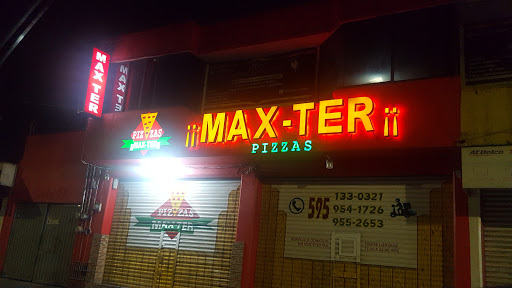 MAX TER
MAX TER
PIZZAS
MAX-TER
¡¡¡MAX-TER¡¡
PIZZAS
ACDelco
PIZZAS
MAX-TER
595
133-0321
954-1726
955-2653